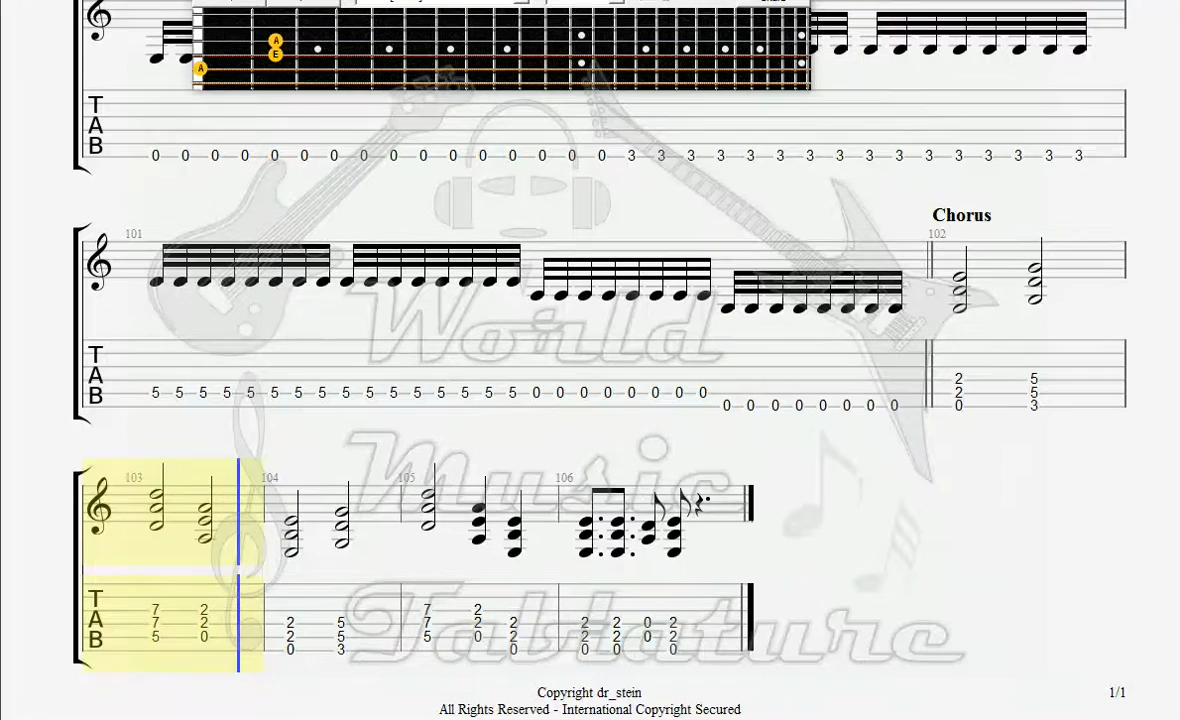 A
E
A
T
A
B
0 0 0 0 0 0 0 0 0 0 0 0 0 0 0 0 3 3 3 3 3 3 3 3 3 3 3 3 3 3 3 3
Chorus
101 102
T
A
B
2 5
5 5 5 5 5 5 5 5 5 5 5 5 5 5 5 5 0 0 0 0 0 0 0 0 2 5
0 0 0 0 0 0 0 0 0 3
World
Music
Tablature
103 104 105 106
T
A
B
7 2 7 2
7 2 2 5 7 2 2 2 2 0 2
5 0 2 5 5 0 2 2 2 0 2
0 3 0 0 0 0
Copyright dr_stein
1/1
All Rights Reserved - International Copyright Secured